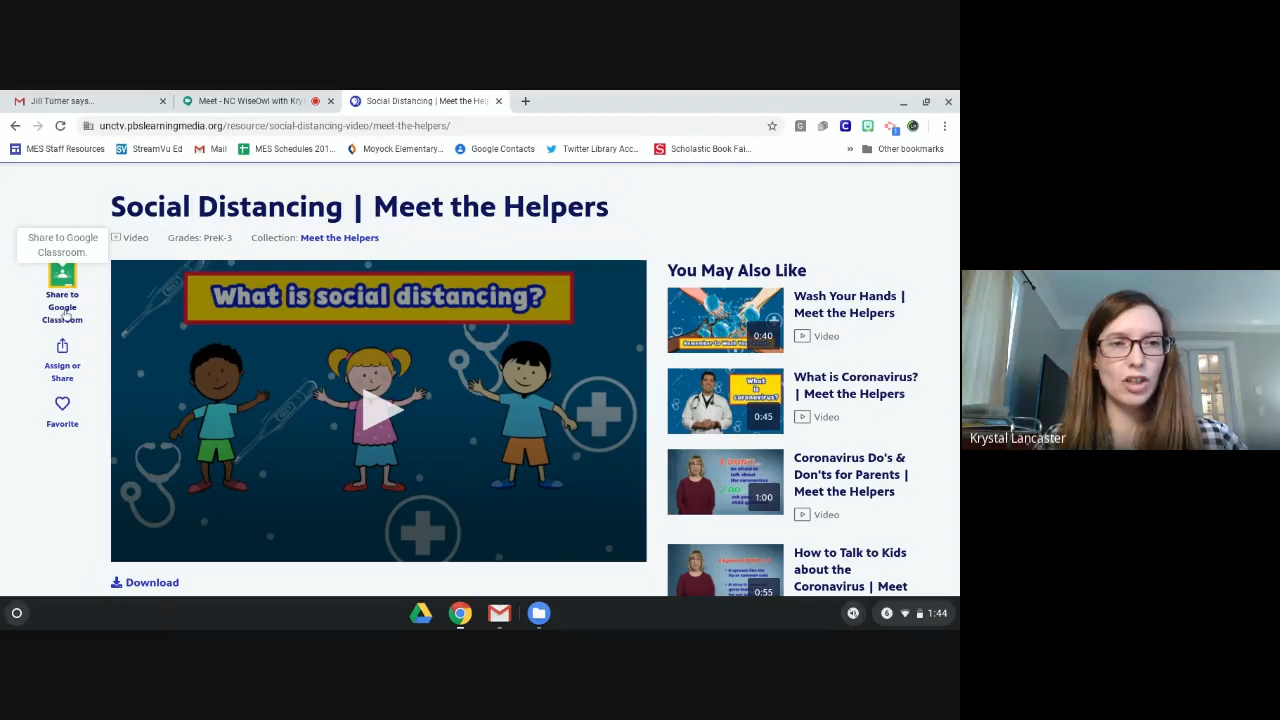 Jill Turner says...
Meet - NC WiseOwl with Krys
Social Distancing | Meet the Help
unctv.pbslearningmedia.org/resource/social-distancing-video/meet-the-helpers/
MES Staff Resources
StreamVu Ed
Mail
MES Schedules 201...
Moyock Elementary...
Google Contacts
Twitter Library Acc...
Scholastic Book Fai...
Other bookmarks
Social Distancing | Meet the Helpers
Video
Grades: PreK-3
Collection: Meet the Helpers
Share to Google
Classroom.
Share to
Google
Classroom
Assign or
Share
Favorite
What is social distancing?
Download
You May Also Like
Wash Your Hands |
Meet the Helpers
Video
0:40
What is Coronavirus?
| Meet the Helpers
Video
What is coronavirus?
0:45
Coronavirus Do's &
Don'ts for Parents |
Meet the Helpers
Video
1:00
How to Talk to Kids
about the
Coronavirus | Meet
0:55
6
1:44
Krystal Lancaster